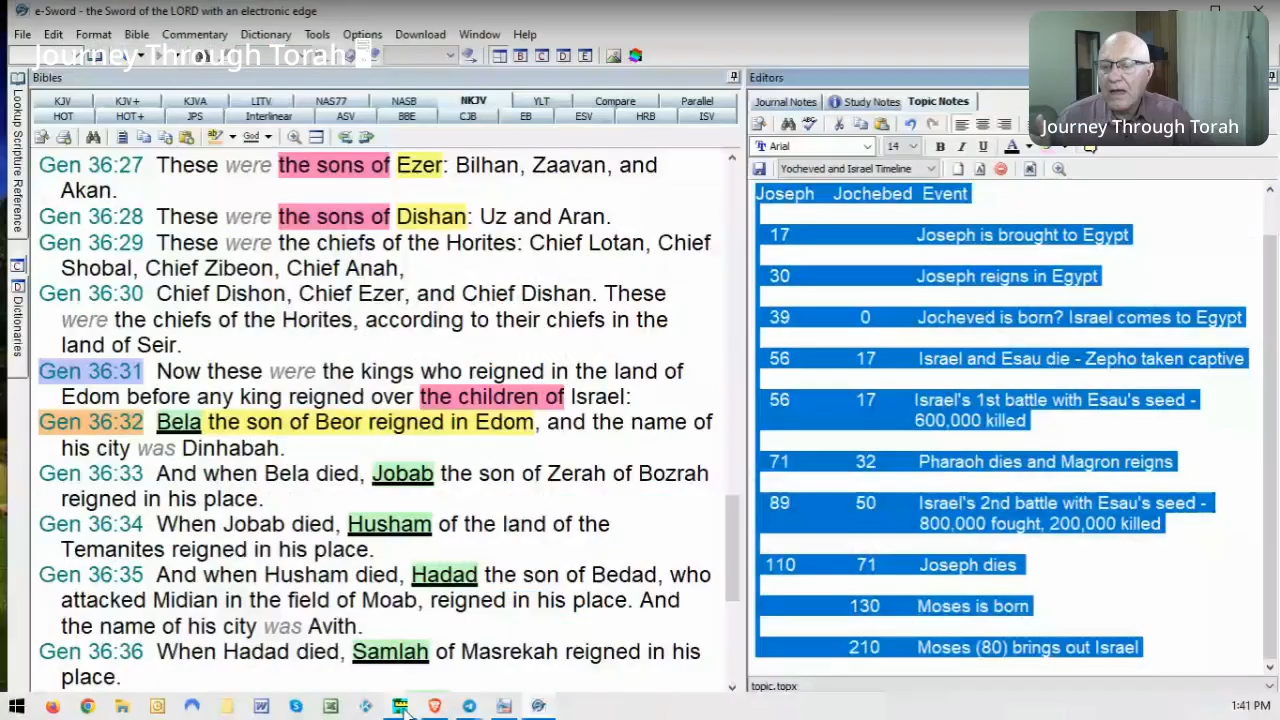 e-Sword - the Sword of the LORD with an electronic edge
File Edit Format Bible Commentary Dictionary Tools Options Download Window Help
Journey Through Torah
Bibles
KJV KJV+ KJVA LITV NAS77 NASB NKJV YLT Compare Parallel
HOT HOT+ JPS Interlinear ASV BBE CJB EB ESV HRB ISV
God
Lookup Scripture Reference
Dictionaries
Gen 36:27 These were the sons of Ezer: Bilhan, Zaavan, and
Akan.
Gen 36:28 These were the sons of Dishan: Uz and Aran.
Gen 36:29 These were the chiefs of the Horites: Chief Lotan, Chief
Shobal, Chief Zibeon, Chief Anah,
Gen 36:30 Chief Dishon, Chief Ezer, and Chief Dishan. These
were the chiefs of the Horites, according to their chiefs in the
land of Seir.
Gen 36:31 Now these were the kings who reigned in the land of
Edom before any king reigned over the children of Israel:
Gen 36:32 Bela the son of Beor reigned in Edom, and the name of
his city was Dinhabah.
Gen 36:33 And when Bela died, Jobab the son of Zerah of Bozrah
reigned in his place.
Gen 36:34 When Jobab died, Husham of the land of the
Temanites reigned in his place.
Gen 36:35 And when Husham died, Hadad the son of Bedad, who
attacked Midian in the field of Moab, reigned in his place. And
the name of his city was Avith.
Gen 36:36 When Hadad died, Samlah of Masrekah reigned in his
place.
Editors
Journal Notes Study Notes Topic Notes
Journey Through Torah
Arial 14 B I U A
Yocheved and Israel Timeline
Joseph Jochebed Event
17 Joseph is brought to Egypt
30 Joseph reigns in Egypt
39 0 Jocheved is born? Israel comes to Egypt
56 17 Israel and Esau die - Zepho taken captive
56 17 Israel's 1st battle with Esau's seed -
600,000 killed
71 32 Pharaoh dies and Magron reigns
89 50 Israel's 2nd battle with Esau's seed -
800,000 fought, 200,000 killed
110 71 Joseph dies
130 Moses is born
210 Moses (80) brings out Israel
topic.topx
1:41 PM